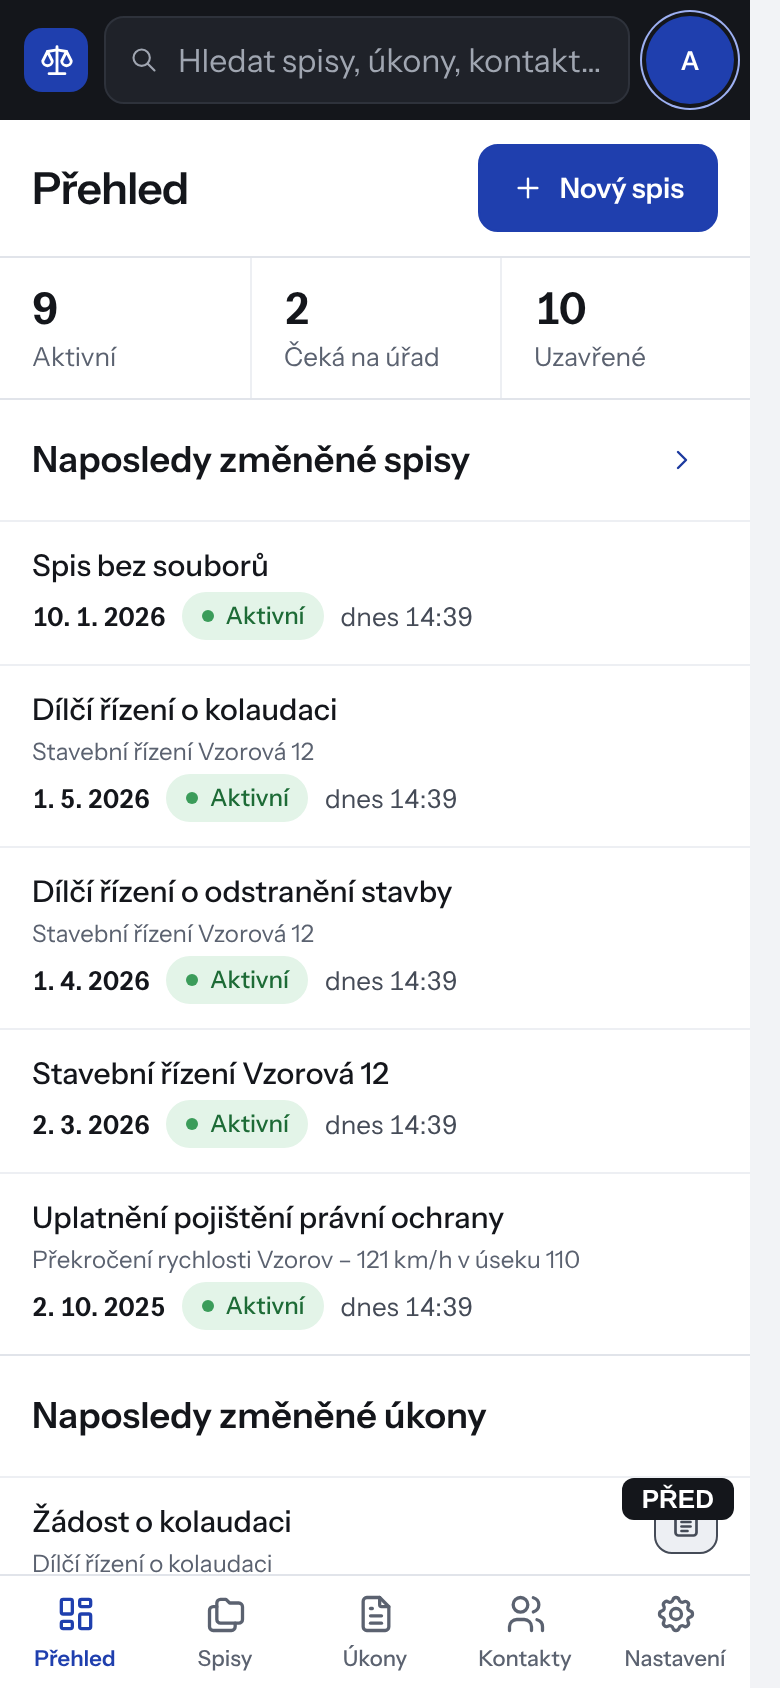 Hledat spisy, úkony, kontakt...
A
Přehled
+ Nový spis
9
Aktivní
2
Čeká na úřad
10
Uzavřené
Naposledy změněné spisy
Spis bez souborů
10. 1. 2026 Aktivní dnes 14:39
Dílčí řízení o kolaudaci
Stavební řízení Vzorová 12
1. 5. 2026 Aktivní dnes 14:39
Dílčí řízení o odstranění stavby
Stavební řízení Vzorová 12
1. 4. 2026 Aktivní dnes 14:39
Stavební řízení Vzorová 12
2. 3. 2026 Aktivní dnes 14:39
Uplatnění pojištění právní ochrany
Překročení rychlosti Vzorov – 121 km/h v úseku 110
2. 10. 2025 Aktivní dnes 14:39
Naposledy změněné úkony
PŘED
Žádost o kolaudaci
Dílčí řízení o kolaudaci
Přehled Spisy Úkony Kontakty Nastavení